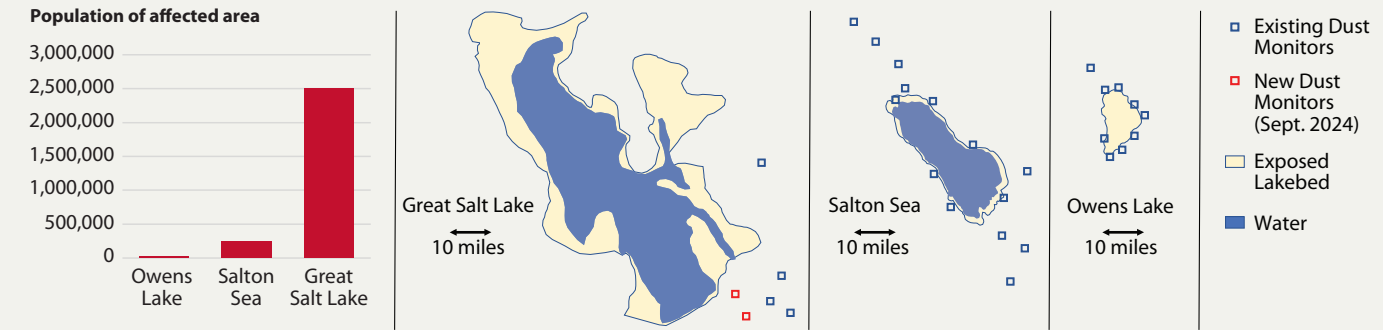 Population of affected area
3,000,000
2,500,000
2,000,000
1,500,000
1,000,000
500,000
0
Owens
Lake
Salton
Sea
Great
Salt Lake
Great Salt Lake
10 miles
Salton Sea
10 miles
Owens Lake
10 miles
Existing Dust
Monitors
New Dust
Monitors
(Sept. 2024)
Exposed
Lakebed
Water